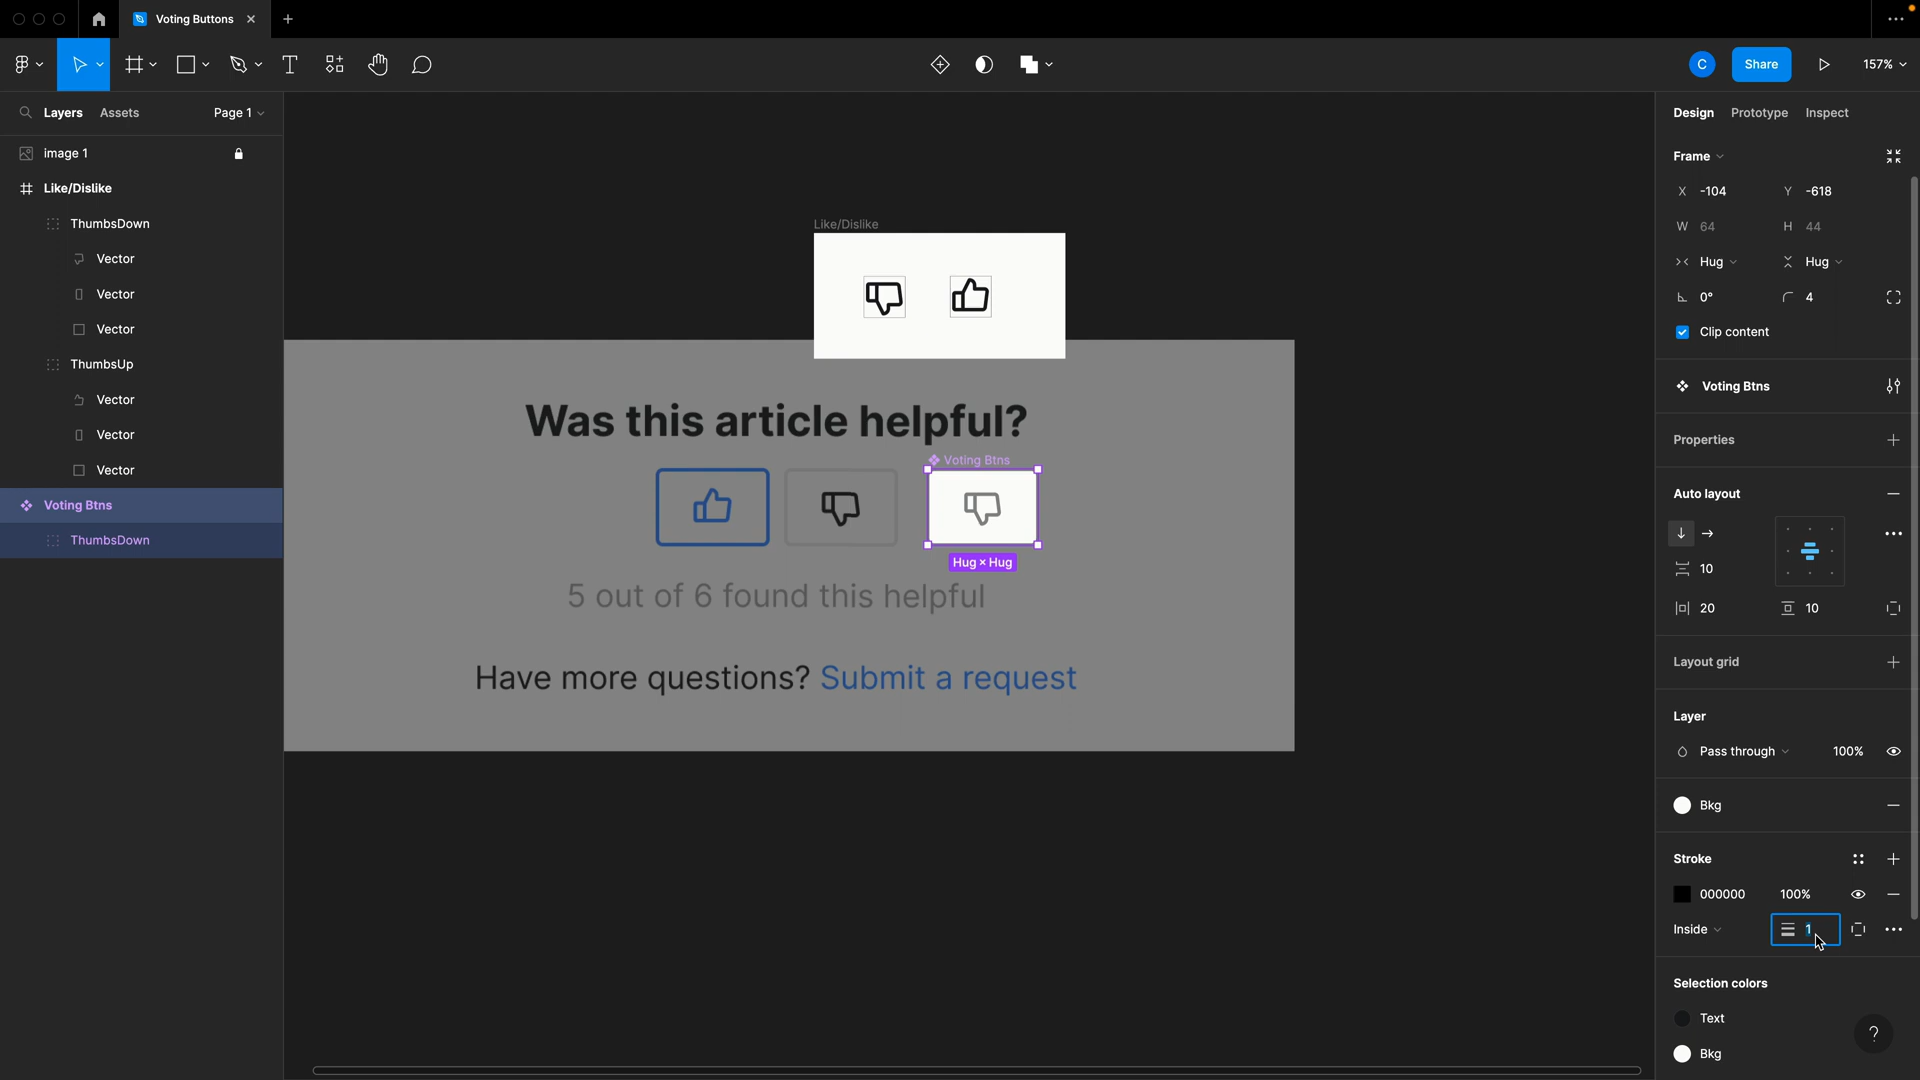 Voting Buttons
157%
C
Share
Layers
Assets
Page 1
image 1
Like/Dislike
ThumbsDown
Vector
Vector
Vector
ThumbsUp
Vector
Vector
Vector
Voting Btns
ThumbsDown
Like/Dislike
Was this article helpful?
Voting Btns
Hug × Hug
5 out of 6 found this helpful
Have more questions? Submit a request
Design
Prototype
Inspect
Frame
X -104
Y -618
W 64
H 44
Hug
Hug
0°
4
Clip content
Voting Btns
Properties
Auto layout
10
20
10
Layout grid
Layer
Pass through
100%
Bkg
Stroke
000000
100%
Inside
1
Selection colors
Text
Bkg
?